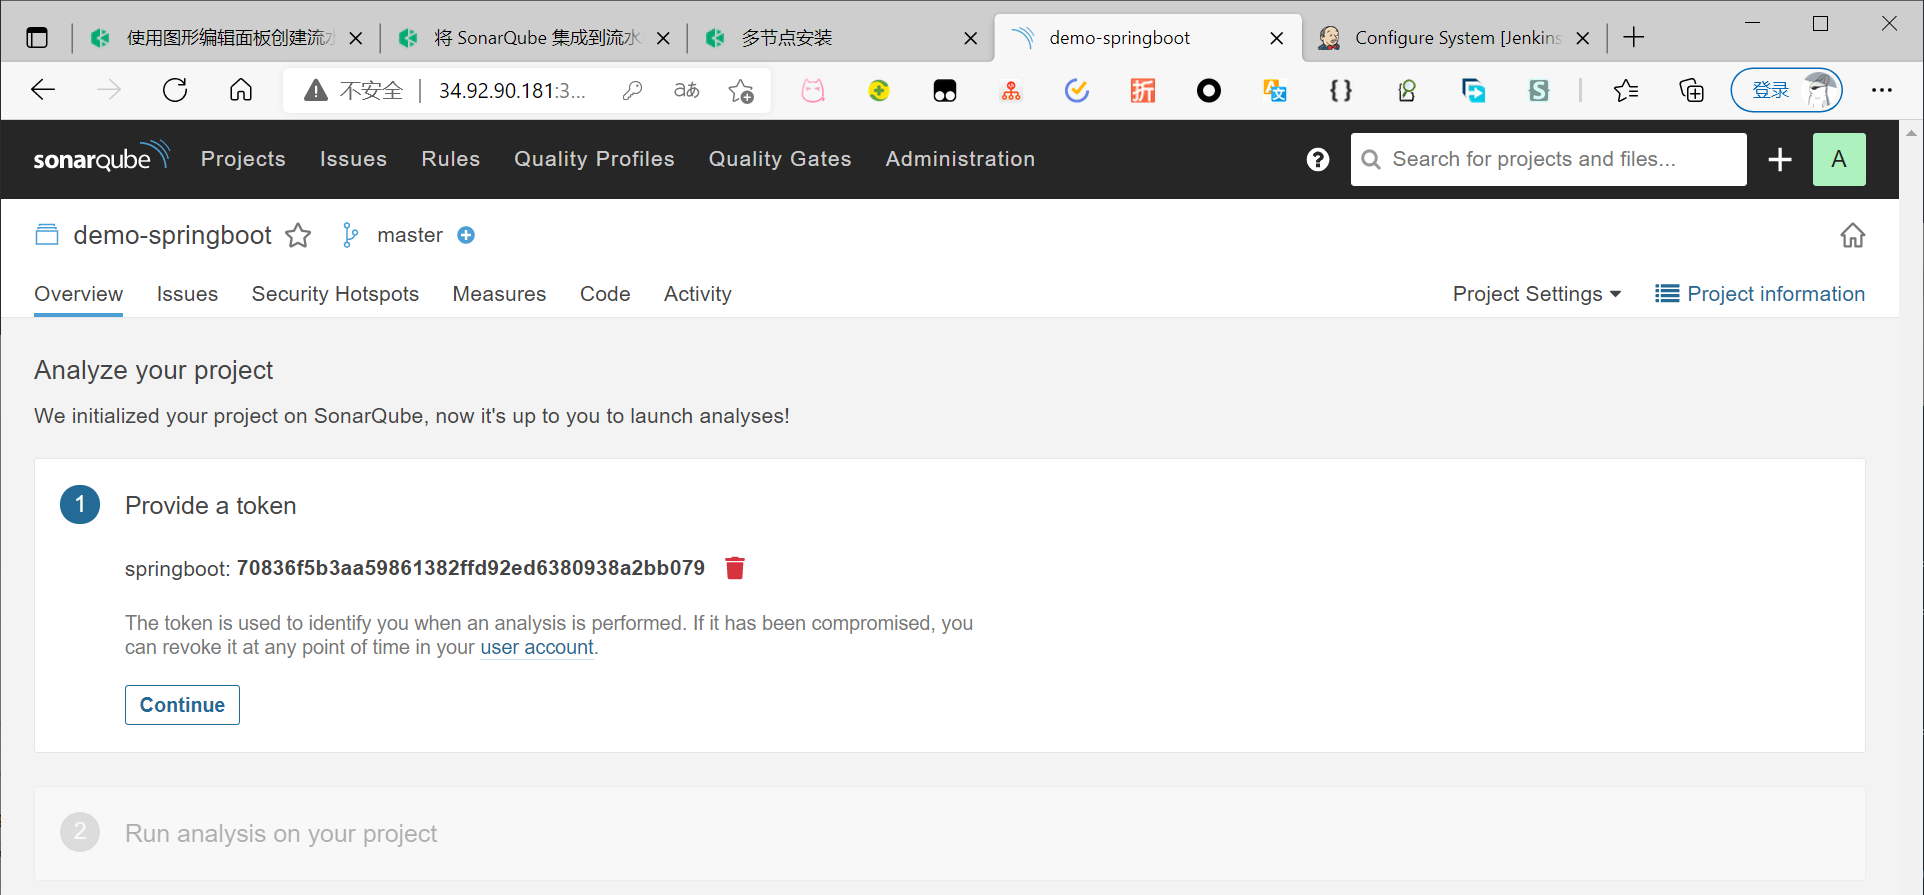 使用图形编辑面板创建流水
将 SonarQube 集成到流水
多节点安装
demo-springboot
Configure System [Jenkins
不安全
34.92.90.181:3...
aあ
折
登录
sonarqube
Projects
Issues
Rules
Quality Profiles
Quality Gates
Administration
?
Search for projects and files...
A
demo-springboot
master
Overview
Issues
Security Hotspots
Measures
Code
Activity
Project Settings
Project information
Analyze your project
We initialized your project on SonarQube, now it's up to you to launch analyses!
1
Provide a token
springboot: 70836f5b3aa59861382ffd92ed6380938a2bb079
The token is used to identify you when an analysis is performed. If it has been compromised, you
can revoke it at any point of time in your user account.
Continue
2
Run analysis on your project